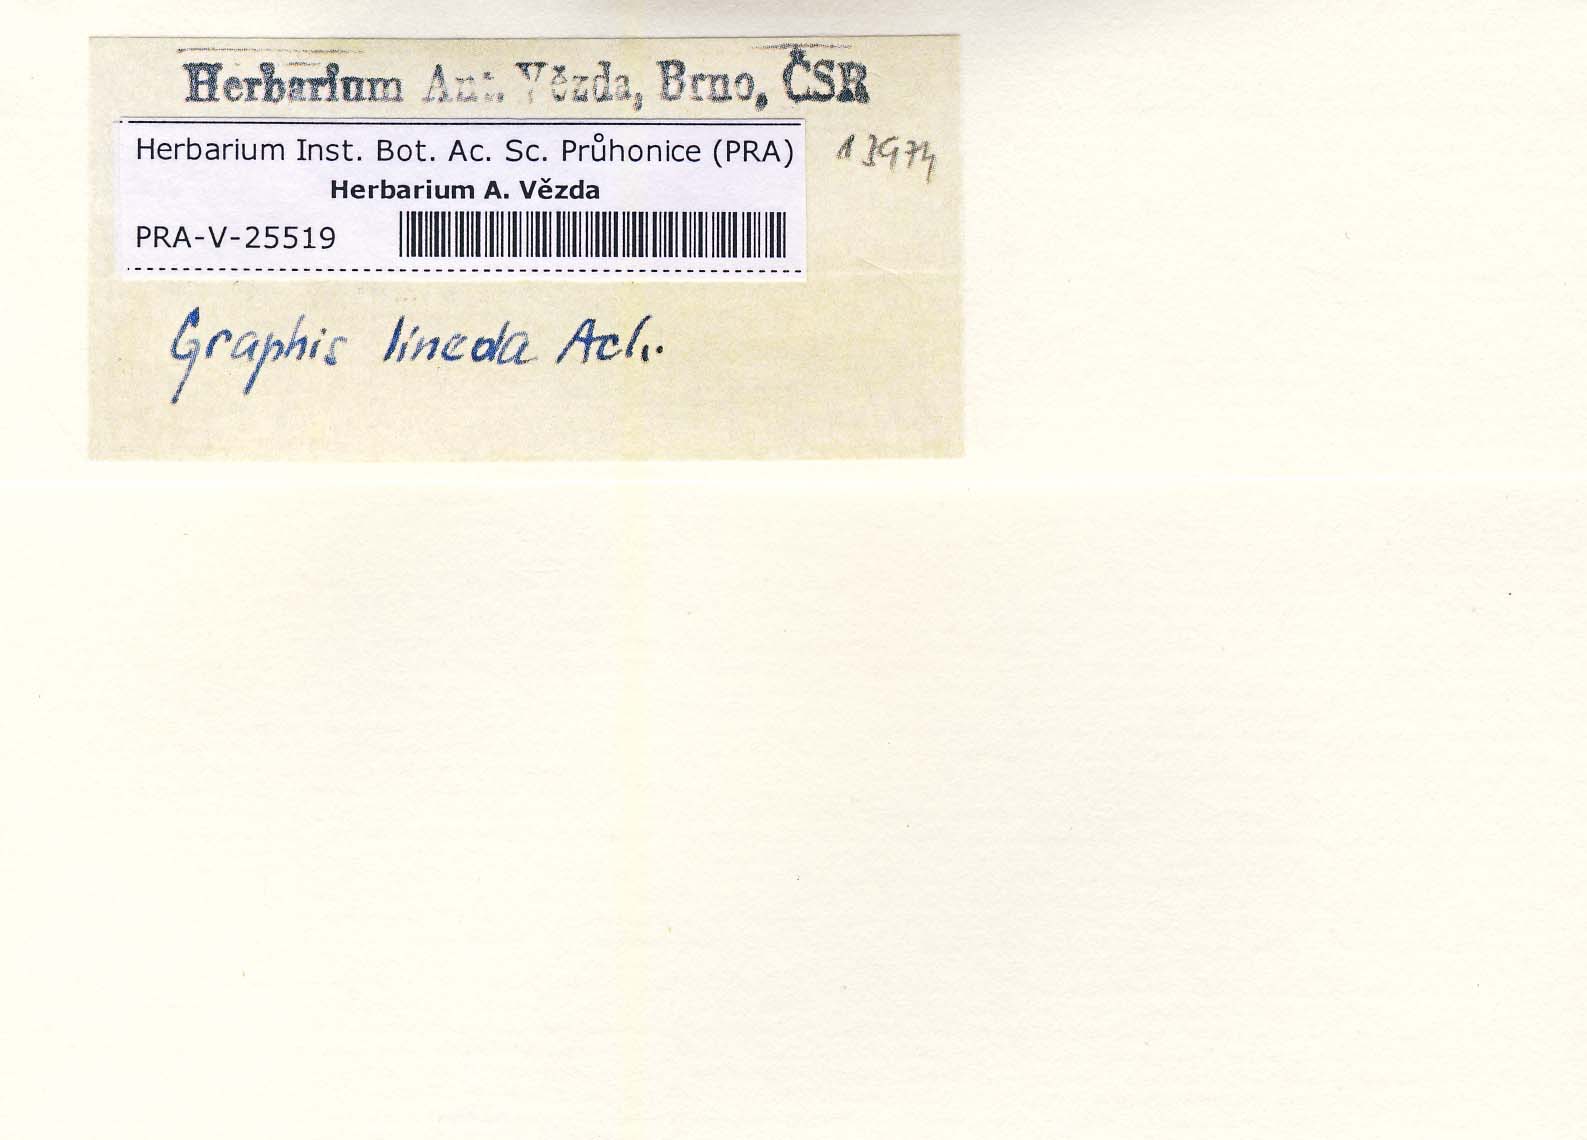 Herbarium Ant. Vězda, Brno, ČSR
Herbarium Inst. Bot. Ac. Sc. Průhonice (PRA)
13974
Herbarium A. Vězda
PRA-V-25519
Graphis lineola Ach.